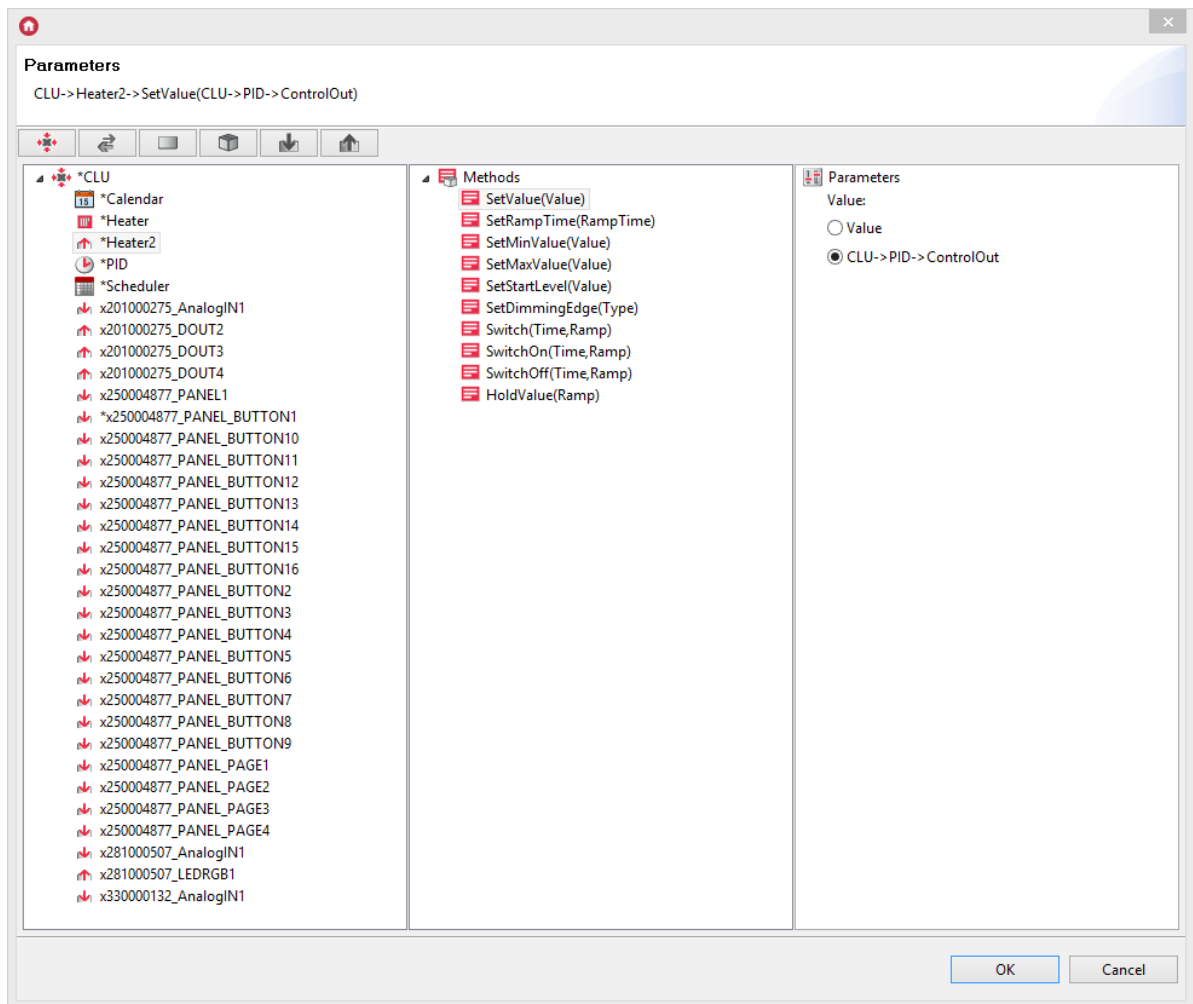 Parameters
CLU->Heater2->SetValue(CLU->PID->ControlOut)
*CLU
15 *Calendar
*Heater
*Heater2
*PID
*Scheduler
x201000275_AnalogIN1
x201000275_DOUT2
x201000275_DOUT3
x201000275_DOUT4
x250004877_PANEL1
*x250004877_PANEL_BUTTON1
x250004877_PANEL_BUTTON10
x250004877_PANEL_BUTTON11
x250004877_PANEL_BUTTON12
x250004877_PANEL_BUTTON13
x250004877_PANEL_BUTTON14
x250004877_PANEL_BUTTON15
x250004877_PANEL_BUTTON16
x250004877_PANEL_BUTTON2
x250004877_PANEL_BUTTON3
x250004877_PANEL_BUTTON4
x250004877_PANEL_BUTTON5
x250004877_PANEL_BUTTON6
x250004877_PANEL_BUTTON7
x250004877_PANEL_BUTTON8
x250004877_PANEL_BUTTON9
x250004877_PANEL_PAGE1
x250004877_PANEL_PAGE2
x250004877_PANEL_PAGE3
x250004877_PANEL_PAGE4
x281000507_AnalogIN1
x281000507_LEDRGB1
x330000132_AnalogIN1
Methods
SetValue(Value)
SetRampTime(RampTime)
SetMinValue(Value)
SetMaxValue(Value)
SetStartLevel(Value)
SetDimmingEdge(Type)
Switch(Time,Ramp)
SwitchOn(Time,Ramp)
SwitchOff(Time,Ramp)
HoldValue(Ramp)
Parameters
Value:
Value
CLU->PID->ControlOut
OK
Cancel